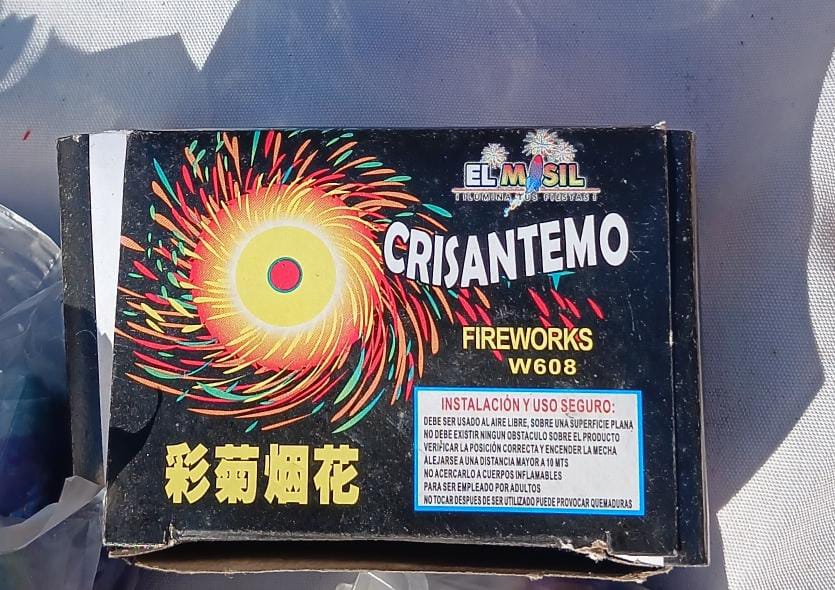 EL MISIL
¡ILUMINA TUS FIESTAS!
CRISANTEMO
FIREWORKS
W608
彩菊烟花
INSTALACIÓN Y USO SEGURO:
DEBE SER USADO AL AIRE LIBRE, SOBRE UNA SUPERFICIE PLANA
NO DEBE EXISTIR NINGUN OBSTACULO SOBRE EL PRODUCTO
VERIFICAR LA POSICIÓN CORRECTA Y ENCENDER LA MECHA
ALEJARSE A UNA DISTANCIA MAYOR A 10 MTS
NO ACERCARLO A CUERPOS INFLAMABLES
PARA SER EMPLEADO POR ADULTOS
NO TOCAR DESPUES DE SER UTILIZADO PUEDE PROVOCAR QUEMADURAS